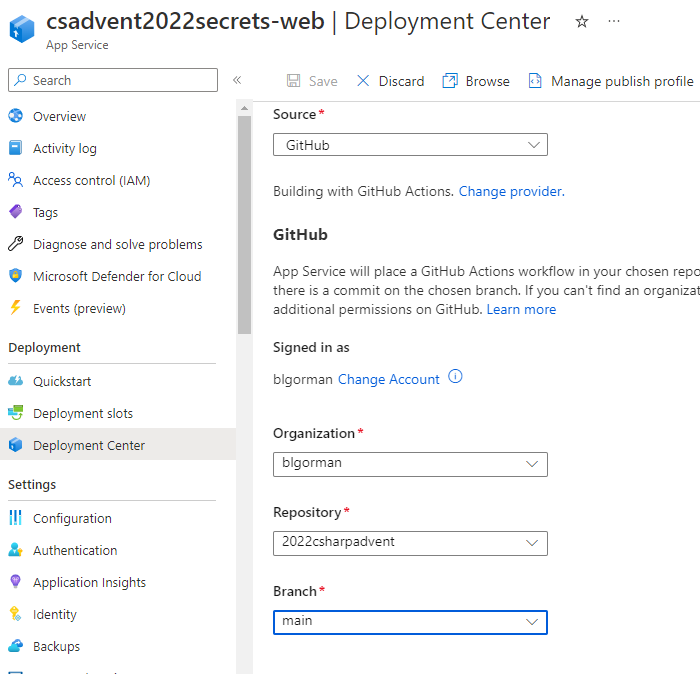 csadvent2022secrets-web | Deployment Center
App Service
Search
Save
Discard
Browse
Manage publish profile
Overview
Activity log
Access control (IAM)
Tags
Diagnose and solve problems
Microsoft Defender for Cloud
Events (preview)
Deployment
Quickstart
Deployment slots
Deployment Center
Settings
Configuration
Authentication
Application Insights
Identity
Backups
Source*
GitHub
Building with GitHub Actions. Change provider.
GitHub
App Service will place a GitHub Actions workflow in your chosen repo
there is a commit on the chosen branch. If you can't find an organizat
additional permissions on GitHub. Learn more
Signed in as
blgorman Change Account
Organization*
blgorman
Repository*
2022csharpadvent
Branch*
main